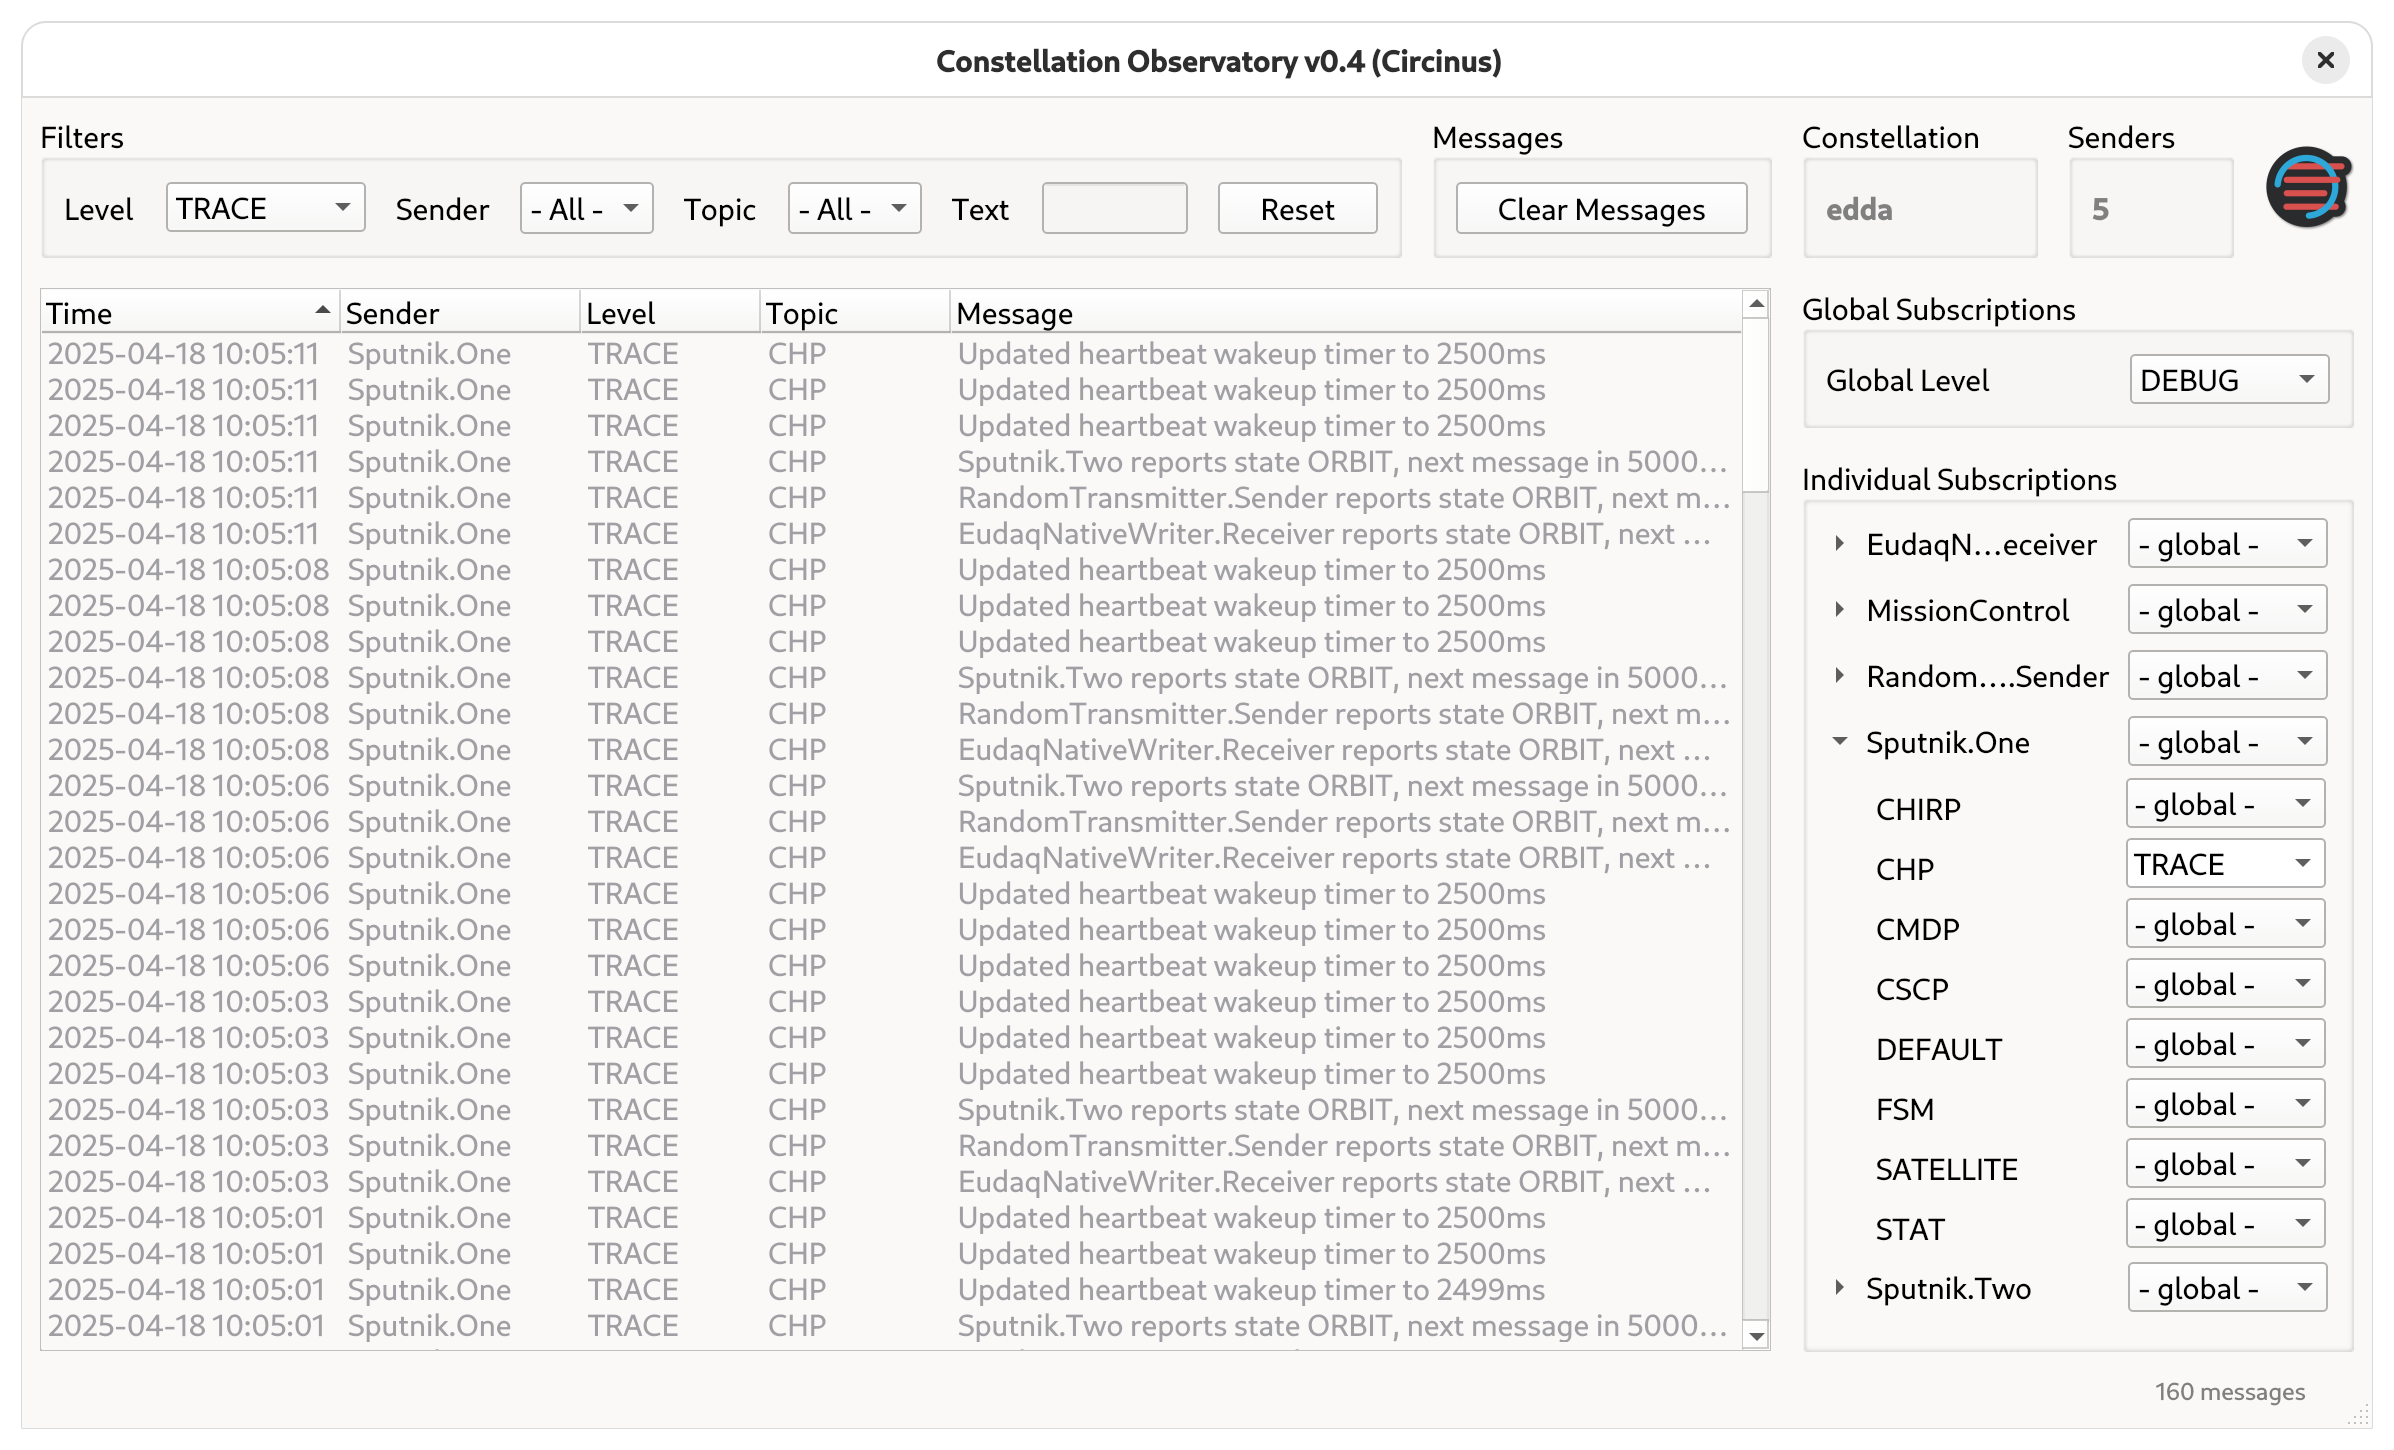 Constellation Observatory v0.4 (Circinus)
Filters
Level TRACE Sender - All - Topic - All - Text Reset
Messages
Clear Messages
Constellation
edda
Senders
5
Time Sender Level Topic Message
2025-04-18 10:05:11 Sputnik.One TRACE CHP Updated heartbeat wakeup timer to 2500ms
2025-04-18 10:05:11 Sputnik.One TRACE CHP Updated heartbeat wakeup timer to 2500ms
2025-04-18 10:05:11 Sputnik.One TRACE CHP Updated heartbeat wakeup timer to 2500ms
2025-04-18 10:05:11 Sputnik.One TRACE CHP Sputnik.Two reports state ORBIT, next message in 5000...
2025-04-18 10:05:11 Sputnik.One TRACE CHP RandomTransmitter.Sender reports state ORBIT, next m...
2025-04-18 10:05:11 Sputnik.One TRACE CHP EudaqNativeWriter.Receiver reports state ORBIT, next ...
2025-04-18 10:05:08 Sputnik.One TRACE CHP Updated heartbeat wakeup timer to 2500ms
2025-04-18 10:05:08 Sputnik.One TRACE CHP Updated heartbeat wakeup timer to 2500ms
2025-04-18 10:05:08 Sputnik.One TRACE CHP Updated heartbeat wakeup timer to 2500ms
2025-04-18 10:05:08 Sputnik.One TRACE CHP Sputnik.Two reports state ORBIT, next message in 5000...
2025-04-18 10:05:08 Sputnik.One TRACE CHP RandomTransmitter.Sender reports state ORBIT, next m...
2025-04-18 10:05:08 Sputnik.One TRACE CHP EudaqNativeWriter.Receiver reports state ORBIT, next ...
2025-04-18 10:05:06 Sputnik.One TRACE CHP Sputnik.Two reports state ORBIT, next message in 5000...
2025-04-18 10:05:06 Sputnik.One TRACE CHP RandomTransmitter.Sender reports state ORBIT, next m...
2025-04-18 10:05:06 Sputnik.One TRACE CHP EudaqNativeWriter.Receiver reports state ORBIT, next ...
2025-04-18 10:05:06 Sputnik.One TRACE CHP Updated heartbeat wakeup timer to 2500ms
2025-04-18 10:05:06 Sputnik.One TRACE CHP Updated heartbeat wakeup timer to 2500ms
2025-04-18 10:05:06 Sputnik.One TRACE CHP Updated heartbeat wakeup timer to 2500ms
2025-04-18 10:05:03 Sputnik.One TRACE CHP Updated heartbeat wakeup timer to 2500ms
2025-04-18 10:05:03 Sputnik.One TRACE CHP Updated heartbeat wakeup timer to 2500ms
2025-04-18 10:05:03 Sputnik.One TRACE CHP Updated heartbeat wakeup timer to 2500ms
2025-04-18 10:05:03 Sputnik.One TRACE CHP Sputnik.Two reports state ORBIT, next message in 5000...
2025-04-18 10:05:03 Sputnik.One TRACE CHP RandomTransmitter.Sender reports state ORBIT, next m...
2025-04-18 10:05:03 Sputnik.One TRACE CHP EudaqNativeWriter.Receiver reports state ORBIT, next ...
2025-04-18 10:05:01 Sputnik.One TRACE CHP Updated heartbeat wakeup timer to 2500ms
2025-04-18 10:05:01 Sputnik.One TRACE CHP Updated heartbeat wakeup timer to 2500ms
2025-04-18 10:05:01 Sputnik.One TRACE CHP Updated heartbeat wakeup timer to 2499ms
2025-04-18 10:05:01 Sputnik.One TRACE CHP Sputnik.Two reports state ORBIT, next message in 5000...
Global Subscriptions
Global Level DEBUG
Individual Subscriptions
EudaqN...eceiver - global -
MissionControl - global -
Random....Sender - global -
Sputnik.One - global -
CHIRP - global -
CHP TRACE
CMDP - global -
CSCP - global -
DEFAULT - global -
FSM - global -
SATELLITE - global -
STAT - global -
Sputnik.Two - global -
160 messages